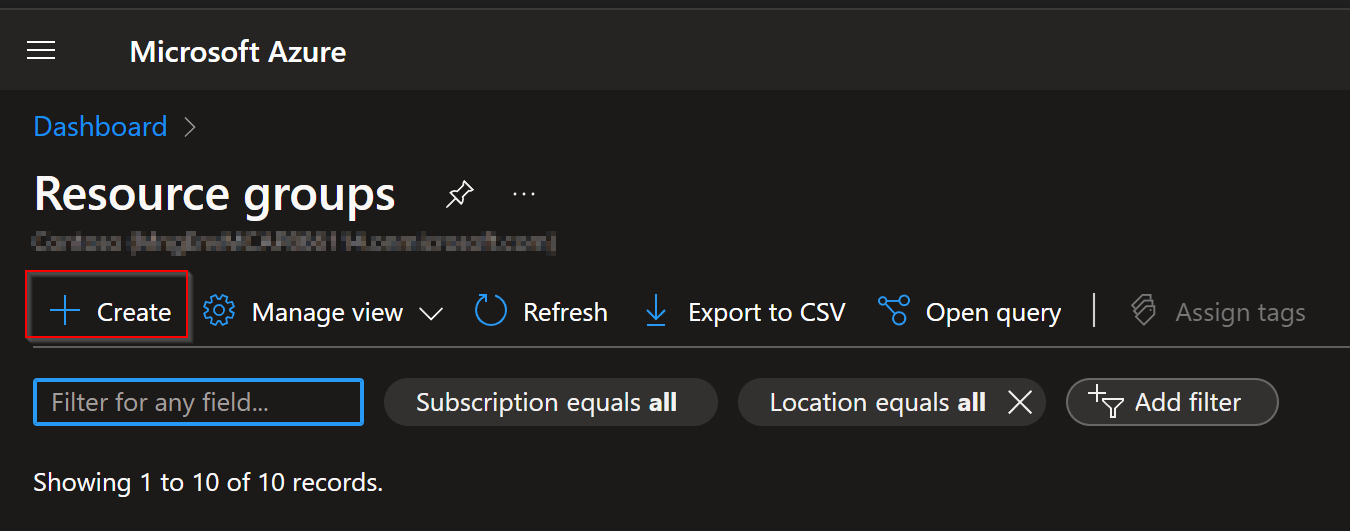 Microsoft Azure
Dashboard
Resource groups
Create Manage view Refresh Export to CSV Open query Assign tags
Filter for any field... Subscription equals all Location equals all Add filter
Showing 1 to 10 of 10 records.